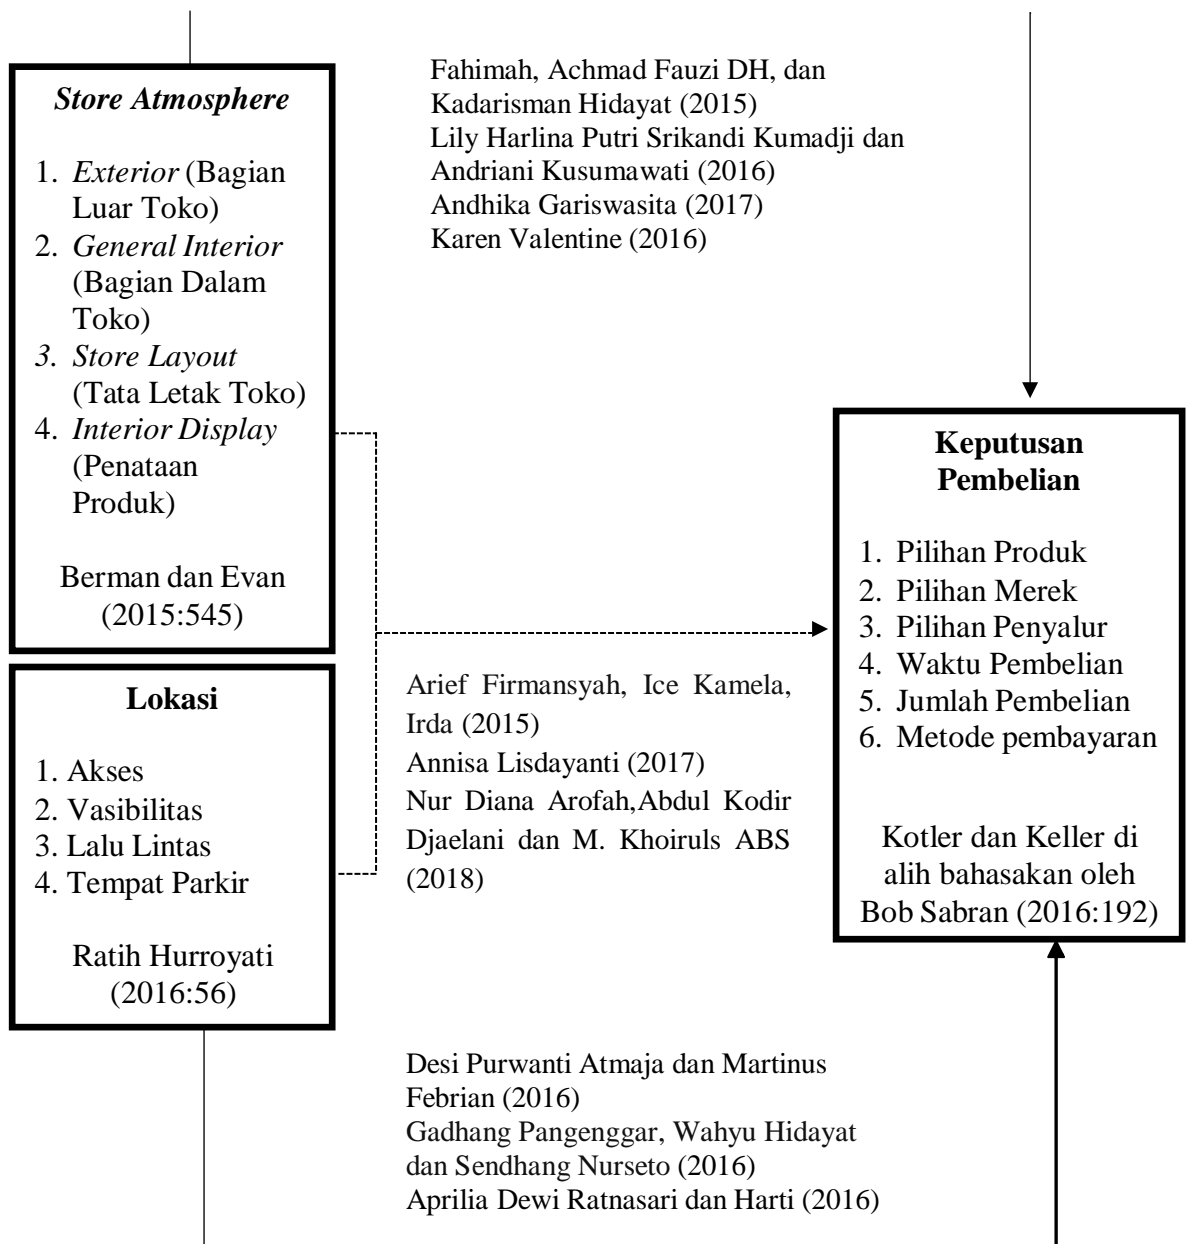 Store Atmosphere
1. Exterior (Bagian
Luar Toko)
2. General Interior
(Bagian Dalam
Toko)
3. Store Layout
(Tata Letak Toko)
4. Interior Display
(Penataan
Produk)
Berman dan Evan
(2015:545)
Fahimah, Achmad Fauzi DH, dan
Kadarisman Hidayat (2015)
Lily Harlina Putri Srikandi Kumadji dan
Andriani Kusumawati (2016)
Andhika Gariswasita (2017)
Karen Valentine (2016)
Lokasi
1. Akses
2. Vasibilitas
3. Lalu Lintas
4. Tempat Parkir
Ratih Hurroyati
(2016:56)
Arief Firmansyah, Ice Kamela,
Irda (2015)
Annisa Lisdayanti (2017)
Nur Diana Arofah,Abdul Kodir
Djaelani dan M. Khoiruls ABS
(2018)
Keputusan
Pembelian
1. Pilihan Produk
2. Pilihan Merek
3. Pilihan Penyalur
4. Waktu Pembelian
5. Jumlah Pembelian
6. Metode pembayaran
Kotler dan Keller di
alih bahasakan oleh
Bob Sabran (2016:192)
Desi Purwanti Atmaja dan Martinus
Febrian (2016)
Gadhang Pangenggar, Wahyu Hidayat
dan Sendhang Nurseto (2016)
Aprilia Dewi Ratnasari dan Harti (2016)